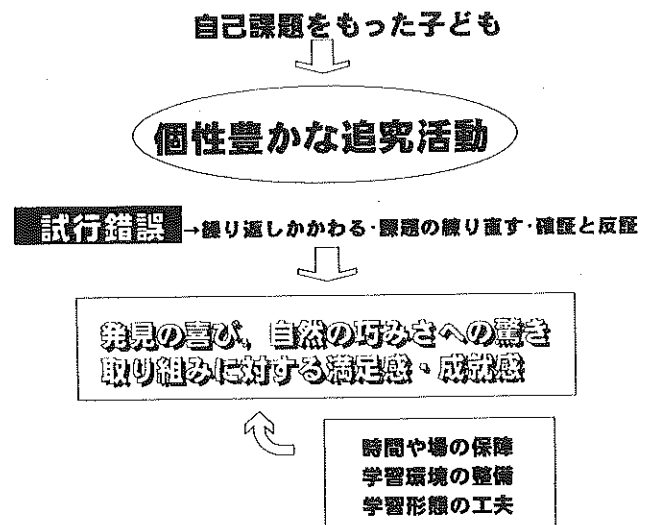 自己課題をもった子ども
個性豊かな追究活動
試行錯誤→繰り返しかかわる・課題の練り直す・確証と反証
発見の喜び、自然の巧みさへの驚き
取り組みに対する満足感・成就感
時間や場の保障
学習環境の整備
学習形態の工夫